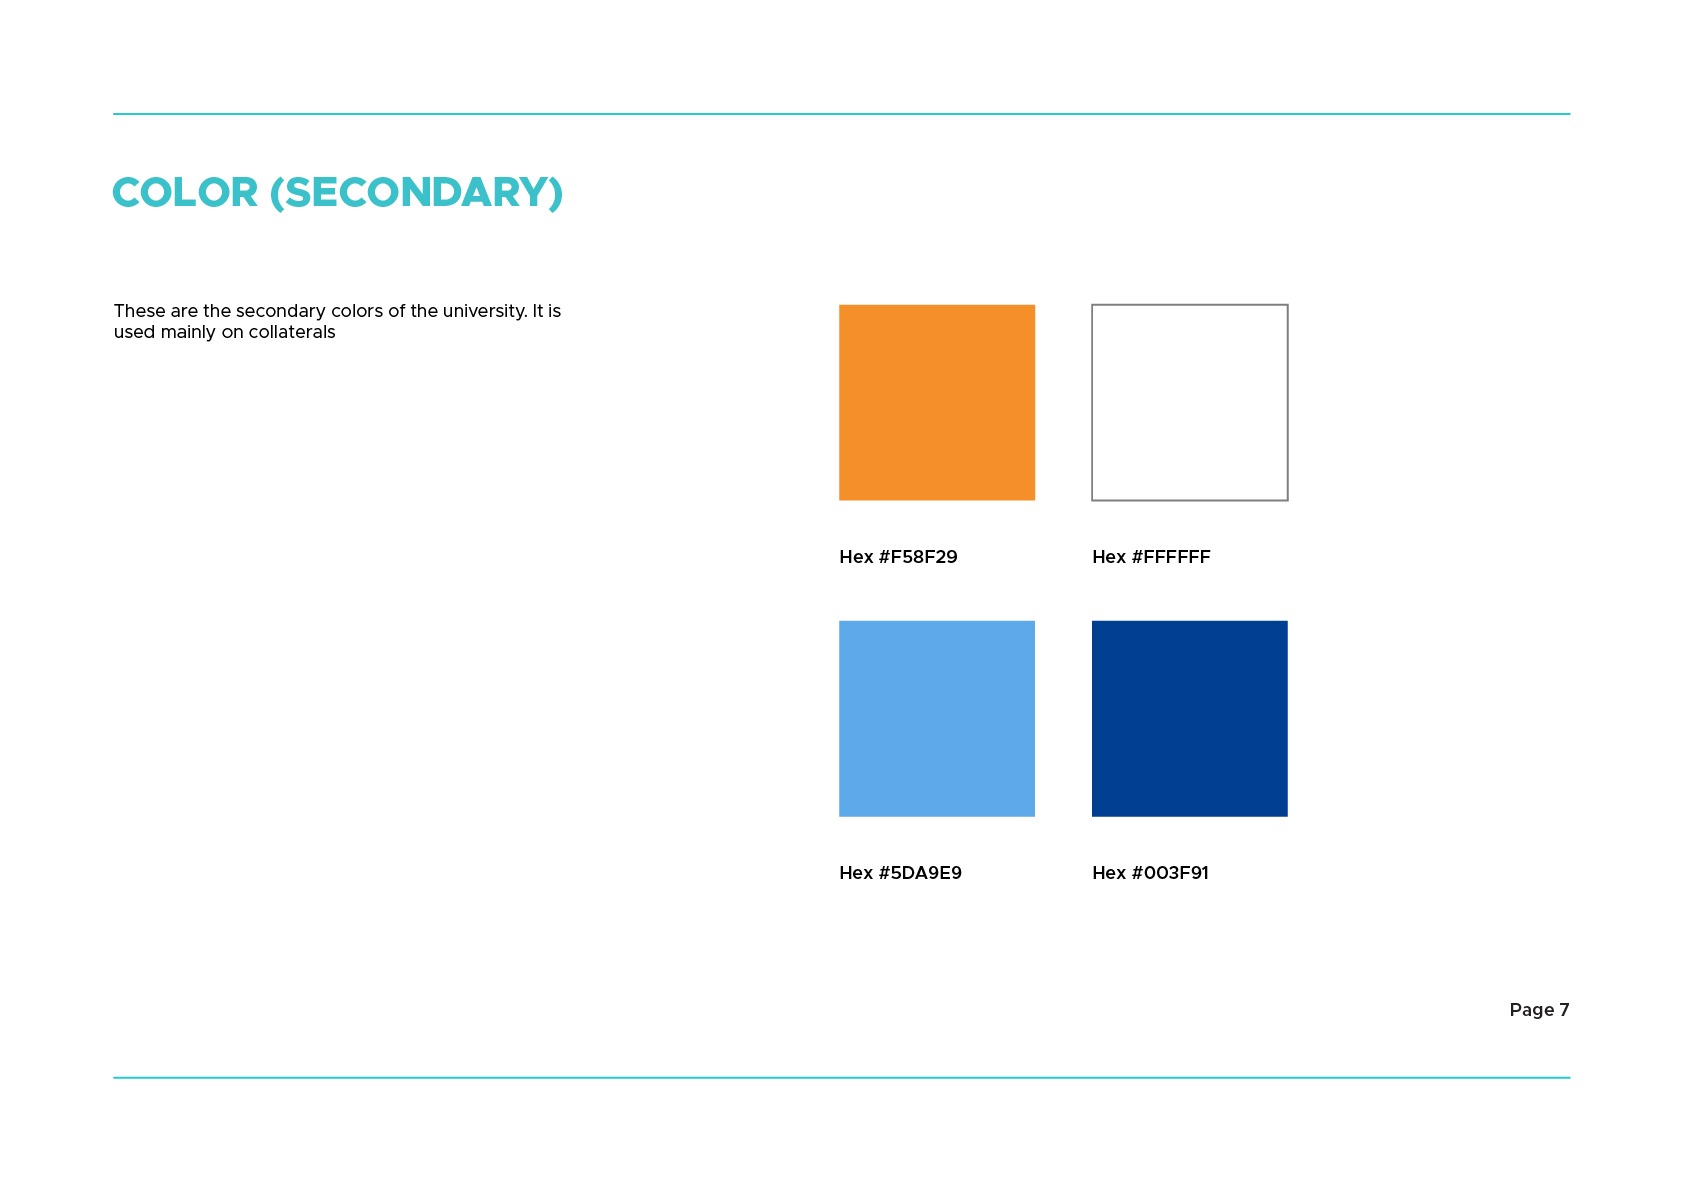 COLOR (SECONDARY)
These are the secondary colors of the university. It is
used mainly on collaterals
Hex #F58F29
Hex #FFFFFF
Hex #5DA9E9
Hex #003F91
Page 7